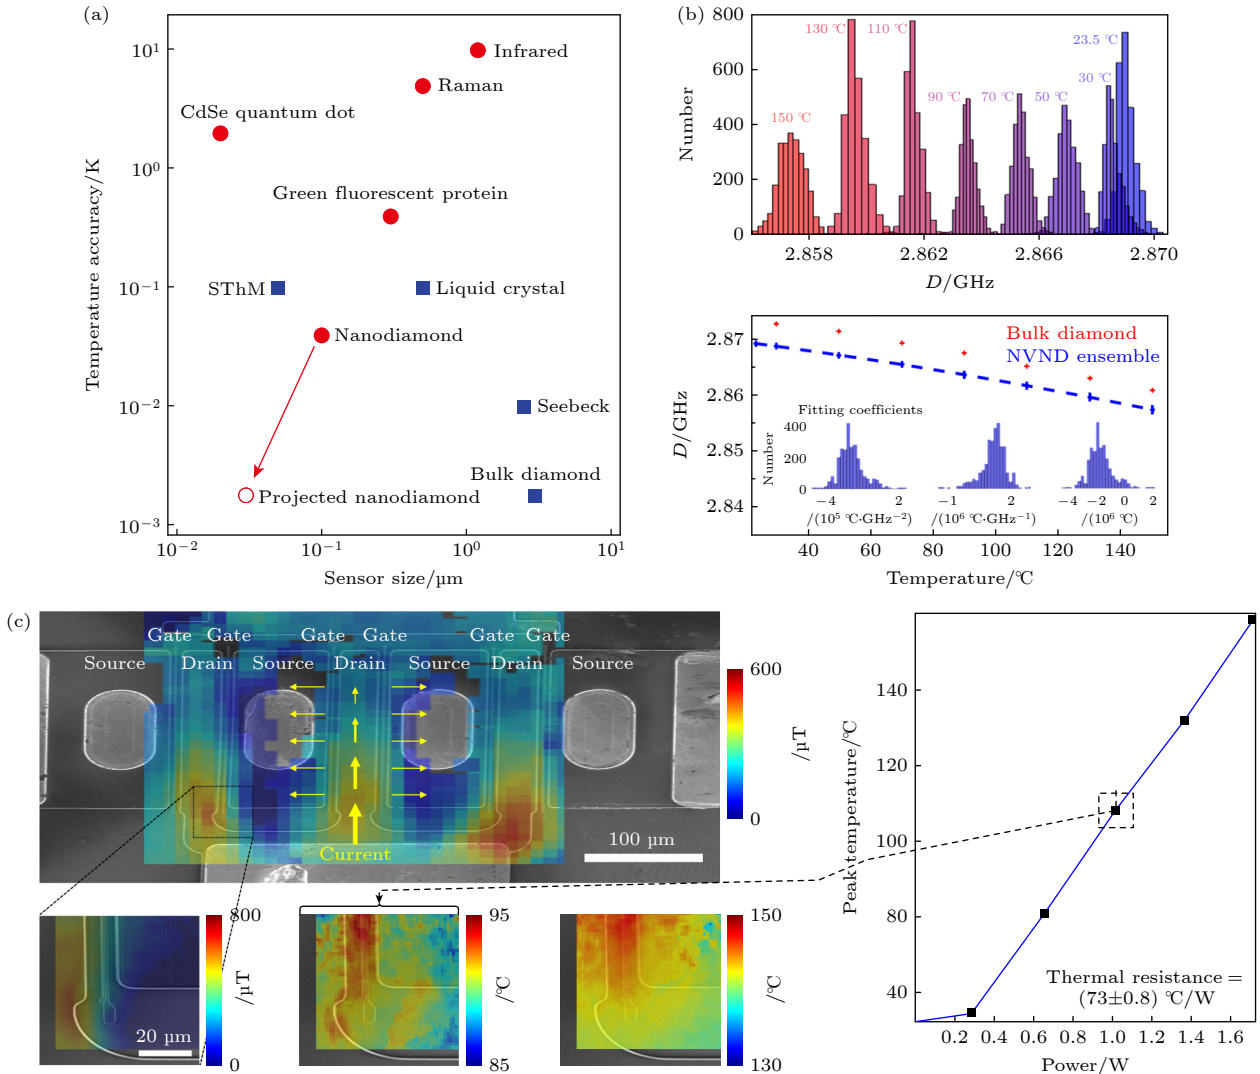 (a)
10¹
10⁰
10⁻¹
10⁻²
10⁻³
Temperature accuracy/K
Infrared
Raman
CdSe quantum dot
Green fluorescent protein
SThM
Liquid crystal
Nanodiamond
Seebeck
Bulk diamond
Projected nanodiamond
10⁻² 10⁻¹ 10⁰ 10¹
Sensor size/µm
(b)
800
600
400
200
0
Number
150 ℃
130 ℃
110 ℃
90 ℃
70 ℃
50 ℃
30 ℃
23.5 ℃
2.858 2.862 2.866 2.870
D/GHz
2.87
2.86
2.85
2.84
D/GHz
Bulk diamond
NVND ensemble
Fitting coefficients
Number
400
200
0
−4 2
/(10⁵ ℃·GHz⁻²)
−1 2
/(10⁶ ℃·GHz⁻¹)
−4 −2 0 2
/(10⁶ ℃)
40 60 80 100 120 140
Temperature/℃
(c)
Gate Gate Gate Gate Gate Gate
Source Drain Source Drain Source Drain Source
Current
100 µm
600
0
/µT
20 µm
800
0
/µT
95
85
/℃
150
130
/℃
140
120
100
80
40
Peak temperature/℃
Thermal resistance =
(73±0.8) ℃/W
0.2 0.6 1.0 1.2 1.4 1.6
Power/W